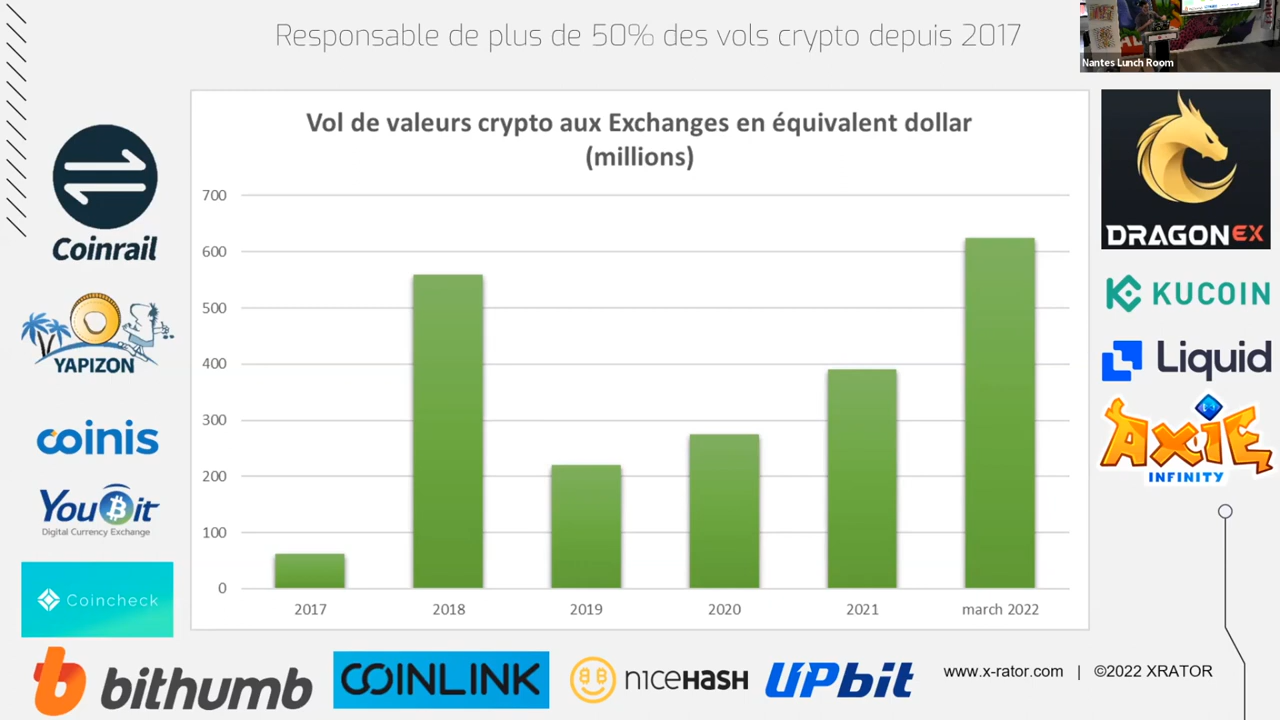 Responsable de plus de 50% des vols crypto depuis 2017
Nantes Lunch Room
Vol de valeurs crypto aux Exchanges en équivalent dollar
(millions)
700
600
500
400
300
200
100
0
2017
2018
2019
2020
2021
march 2022
Coinrail
YAPIZON
coinis
YouBit
Digital Currency Exchange
Coincheck
DRAGONEX
KUCOIN
Liquid
AXIE
INFINITY
bithumb
COINLINK
niceHASH
UPbit
www.x-rator.com | ©2022 XRATOR